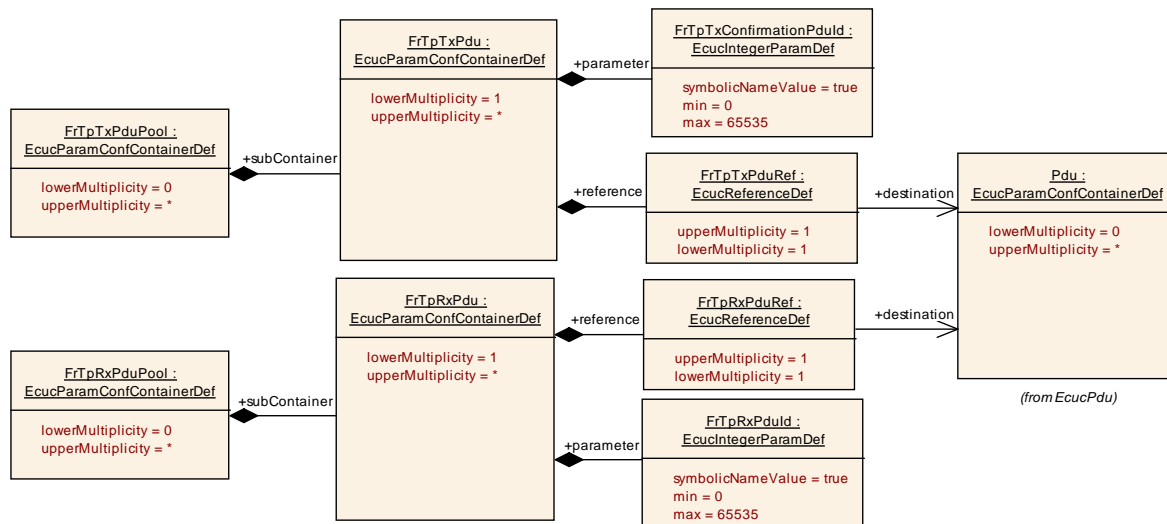 FrTpTxPdu :
EcucParamConfContainerDef
lowerMultiplicity = 1
upperMultiplicity = *
+parameter
FrTpTxConfirmationPduId :
EcucIntegerParamDef
symbolicNameValue = true
min = 0
max = 65535
FrTpTxPduPool :
EcucParamConfContainerDef
lowerMultiplicity = 0
upperMultiplicity = *
+subContainer
+reference
FrTpTxPduRef :
EcucReferenceDef
upperMultiplicity = 1
lowerMultiplicity = 1
+destination
Pdu :
EcucParamConfContainerDef
lowerMultiplicity = 0
upperMultiplicity = *
(from EcucPdu)
FrTpRxPdu :
EcucParamConfContainerDef
lowerMultiplicity = 1
upperMultiplicity = *
+reference
FrTpRxPduRef :
EcucReferenceDef
upperMultiplicity = 1
lowerMultiplicity = 1
+destination
FrTpRxPduPool :
EcucParamConfContainerDef
lowerMultiplicity = 0
upperMultiplicity = *
+subContainer
+parameter
FrTpRxPduId :
EcucIntegerParamDef
symbolicNameValue = true
min = 0
max = 65535